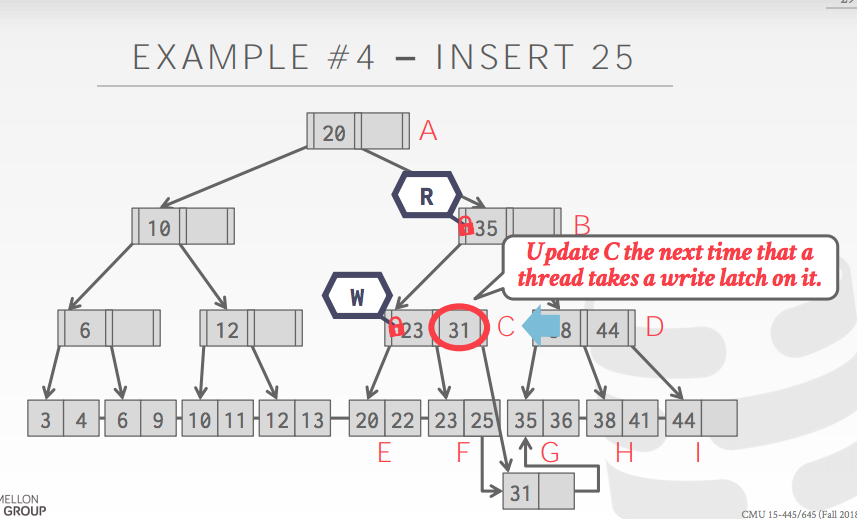 EXAMPLE #4 – INSERT 25
20 A
R
10 35 B
Update C the next time that a
thread takes a write latch on it.
W
6 12 23 31 C 44 D
3 4 6 9 10 11 12 13 20 22 23 25 35 36 38 41 44
E F G H I
31
MELLON
GROUP
CMU 15-445/645 (Fall 2018